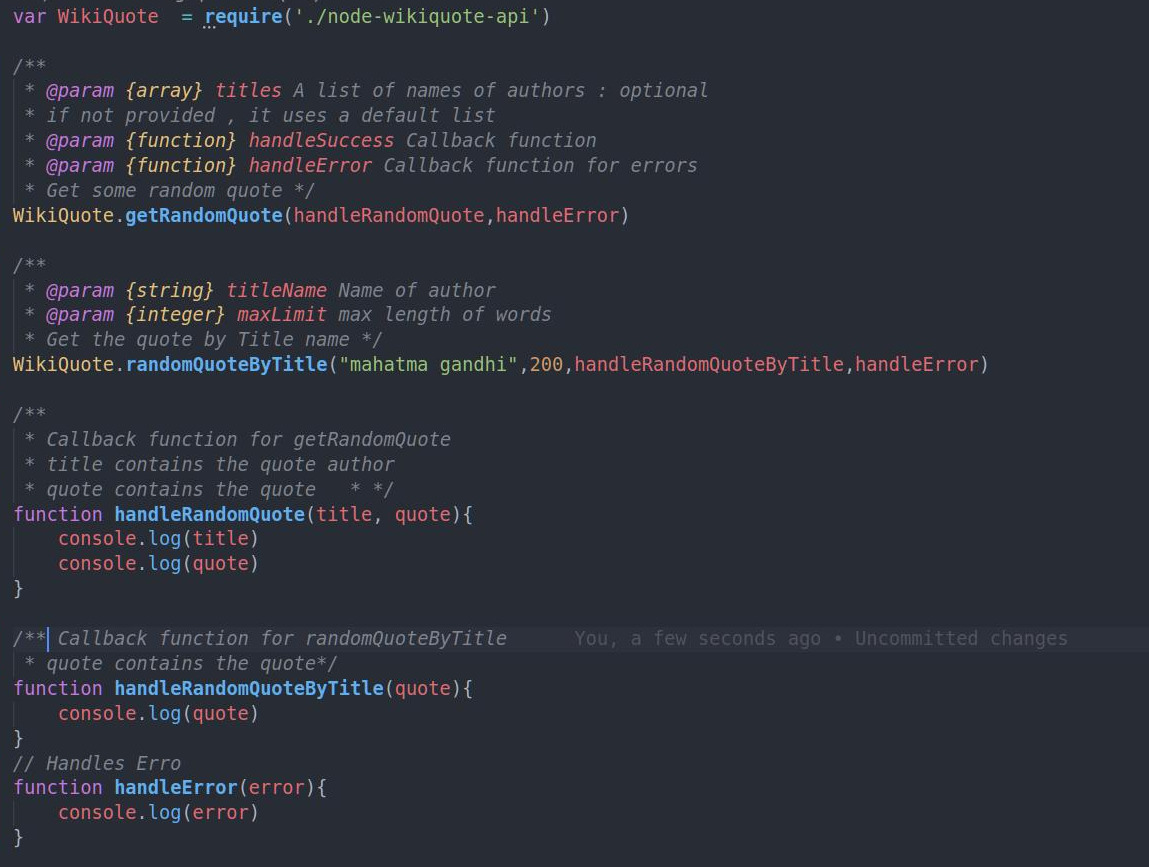 var WikiQuote  = require('./node-wikiquote-api')
/**
 * @param {array} titles A list of names of authors : optional
 * if not provided , it uses a default list
 * @param {function} handleSuccess Callback function
 * @param {function} handleError Callback function for errors
 * Get some random quote */
WikiQuote.getRandomQuote(handleRandomQuote,handleError)
/**
 * @param {string} titleName Name of author
 * @param {integer} maxLimit max length of words
 * Get the quote by Title name */
WikiQuote.randomQuoteByTitle("mahatma gandhi",200,handleRandomQuoteByTitle,handleError)
/**
 * Callback function for getRandomQuote
 * title contains the quote author
 * quote contains the quote   * */
function handleRandomQuote(title, quote){
    console.log(title)
    console.log(quote)
}
/** Callback function for randomQuoteByTitle      You, a few seconds ago • Uncommitted changes
 * quote contains the quote*/
function handleRandomQuoteByTitle(quote){
    console.log(quote)
}
// Handles Erro
function handleError(error){
    console.log(error)
}